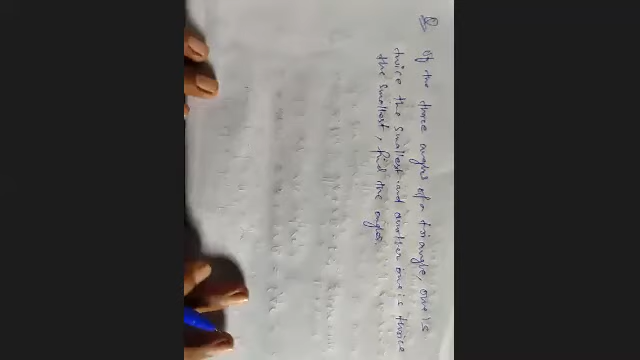 Q Of the three angles of a triangle, one is
twice the smallest and another one is thrice
the smallest, find the angles.